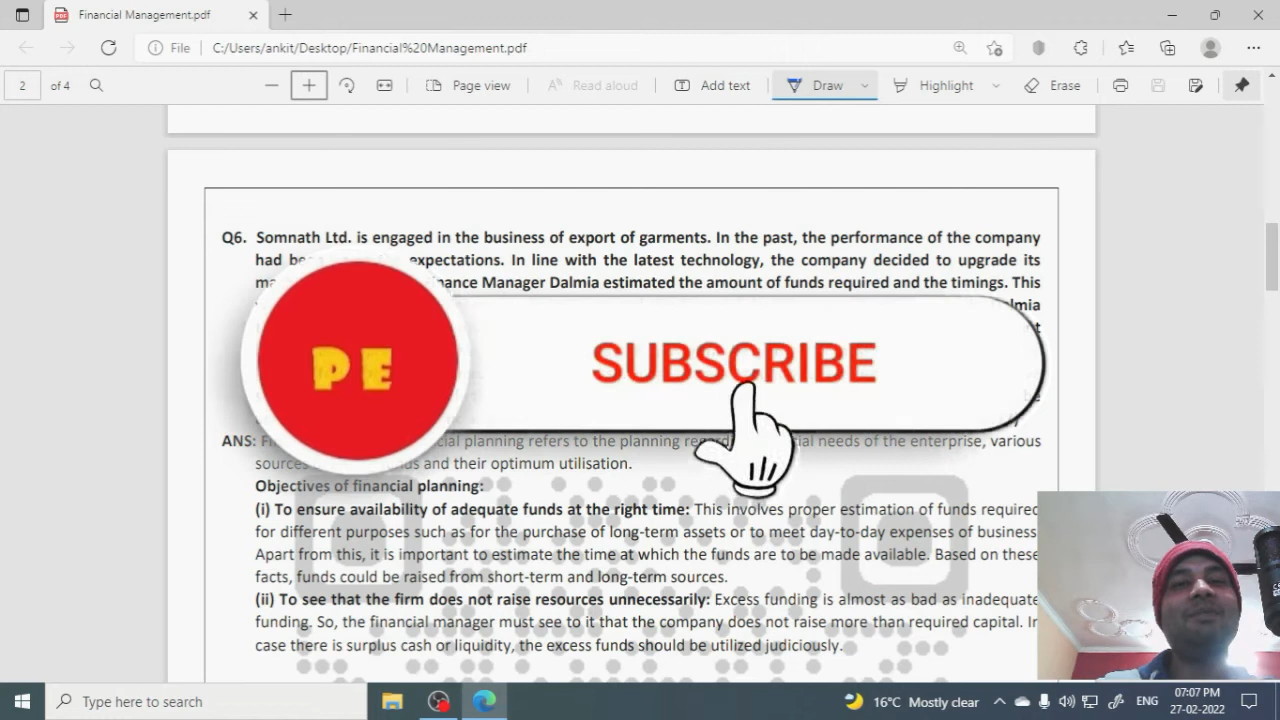 Financial Management.pdf
File C:/Users/ankit/Desktop/Financial%20Management.pdf
2 of 4 Page view Read aloud Add text Draw Highlight Erase
Q6. Somnath Ltd. is engaged in the business of export of garments. In the past, the performance of the company
had expectations. In line with the latest technology, the company decided to upgrade its
Manager Dalmia estimated the amount of funds required and the timings. This
PE
SUBSCRIBE
ANS: planning refers to the planning needs of the enterprise, various
sources and their optimum utilisation.
Objectives of financial planning:
(i) To ensure availability of adequate funds at the right time: This involves proper estimation of funds required
for different purposes such as for the purchase of long-term assets or to meet day-to-day expenses of business.
Apart from this, it is important to estimate the time at which the funds are to be made available. Based on these
facts, funds could be raised from short-term and long-term sources.
(ii) To see that the firm does not raise resources unnecessarily: Excess funding is almost as bad as inadequate
funding. So, the financial manager must see to it that the company does not raise more than required capital. In
case there is surplus cash or liquidity, the excess funds should be utilized judiciously.
Type here to search 16°C Mostly clear ENG 07:07 PM
27-02-2022